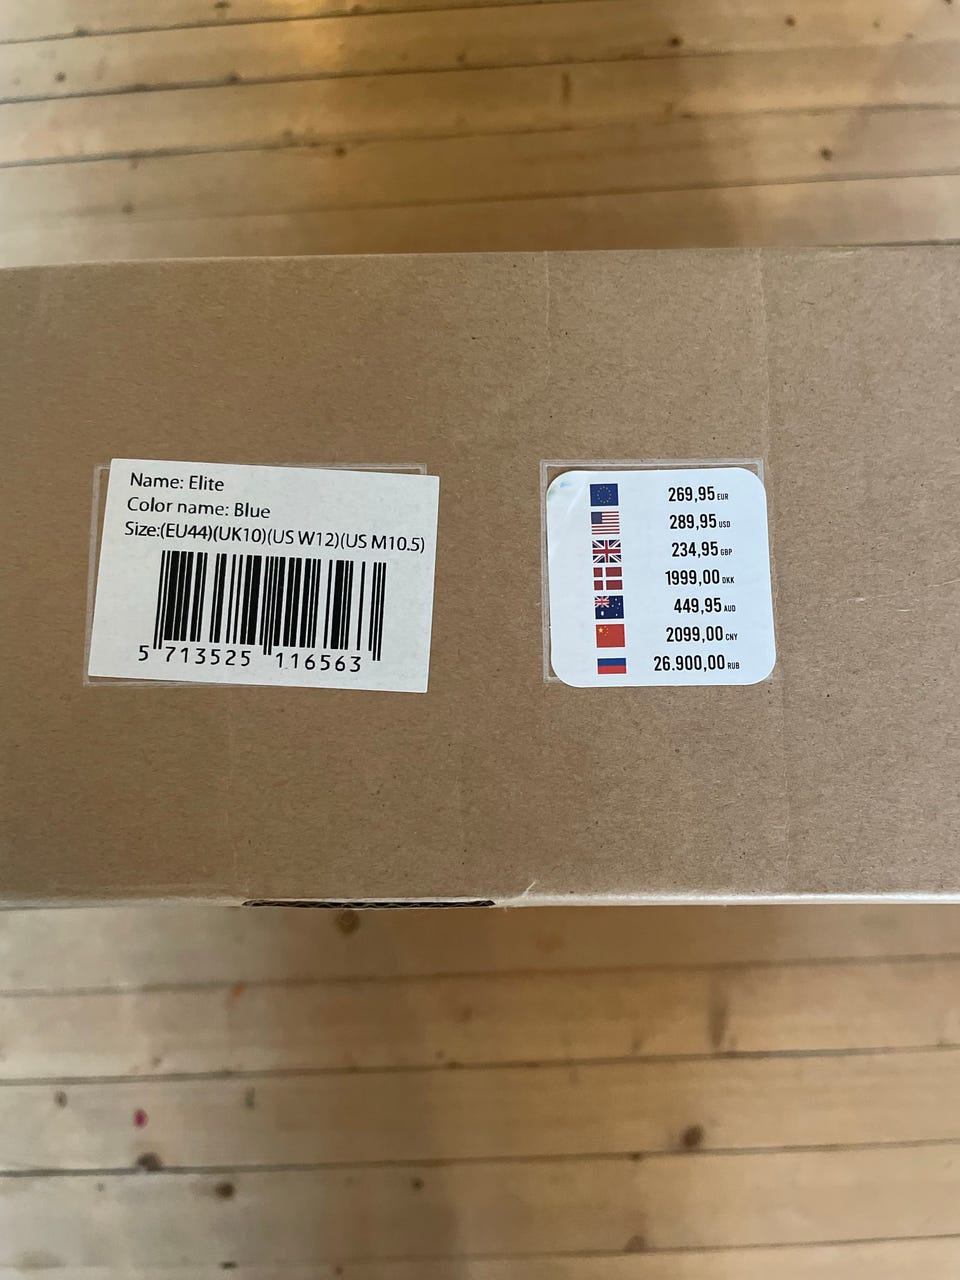 Name: Elite
Color name: Blue
Size:(EU44)(UK10)(US W12)(US M10.5)
5 713525 116563
269,95 EUR
289,95 USD
234,95 GBP
1999,00 DKK
449,95 AUD
2099,00 CNY
26.900,00 RUB